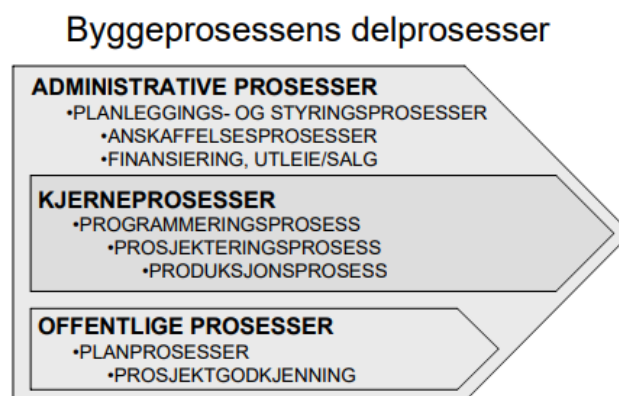 Byggeprosessens delprosesser
ADMINISTRATIVE PROSESSER
•PLANLEGGINGS- OG STYRINGSPROSESSER
•ANSKAFFELSESPROSESSER
•FINANSIERING, UTLEIE/SALG
KJERNEPROSESSER
•PROGRAMMERINGSPROSESS
•PROSJEKTERINGSPROSESS
•PRODUKSJONSPROSESS
OFFENTLIGE PROSESSER
•PLANPROSESSER
•PROSJEKTGODKJENNING